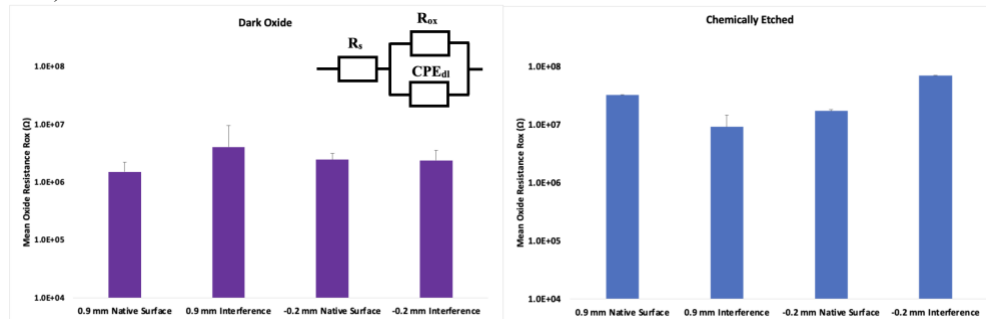 Dark Oxide
R_ox
R_s
CPE_dl
1.0E+08
1.0E+07
1.0E+06
1.0E+05
1.0E+04
Mean Oxide Resistance Rox (Ω)
0.9 mm Native Surface 0.9 mm Interference -0.2 mm Native Surface -0.2 mm Interference
Chemically Etched
1.0E+08
1.0E+07
1.0E+06
1.0E+05
1.0E+04
Mean Oxide Resistance Rox (Ω)
0.9 mm Native Surface 0.9 mm Interference -0.2 mm Native Surface -0.2 mm Interference